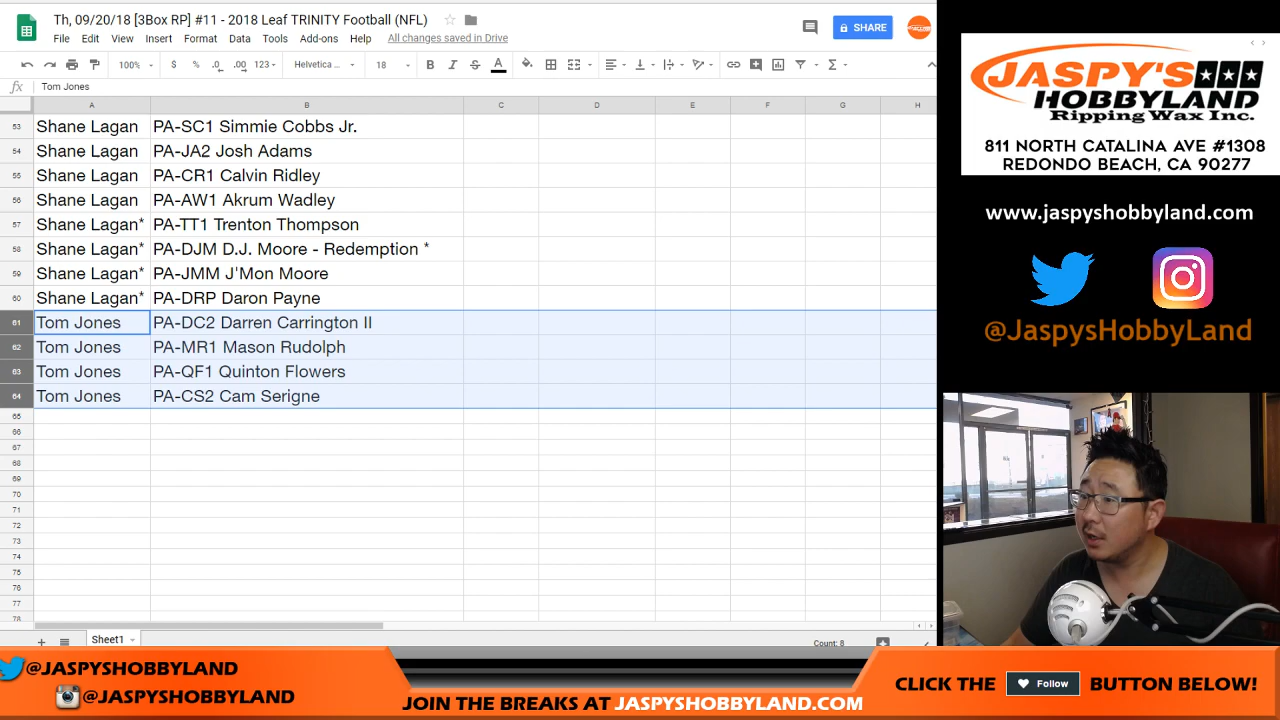 Th, 09/20/18 [3Box RP] #11 - 2018 Leaf TRINITY Football (NFL)
File Edit View Insert Format Data Tools Add-ons Help All changes saved in Drive
SHARE
100% $ % .0 .00 123 Helvetica ... 18 B I S A
fx Tom Jones
A B C D E F G H
53 Shane Lagan PA-SC1 Simmie Cobbs Jr.
54 Shane Lagan PA-JA2 Josh Adams
55 Shane Lagan PA-CR1 Calvin Ridley
56 Shane Lagan PA-AW1 Akrum Wadley
57 Shane Lagan* PA-TT1 Trenton Thompson
58 Shane Lagan* PA-DJM D.J. Moore - Redemption *
59 Shane Lagan* PA-JMM J'Mon Moore
60 Shane Lagan* PA-DRP Daron Payne
61 Tom Jones PA-DC2 Darren Carrington II
62 Tom Jones PA-MR1 Mason Rudolph
63 Tom Jones PA-QF1 Quinton Flowers
64 Tom Jones PA-CS2 Cam Serigne
65
66
67
68
69
70
71
72
73
74
75
76
77
78
Sheet1
Count: 8
JASPY'S
HOBBYLAND
Ripping Wax Inc.
811 NORTH CATALINA AVE #1308
REDONDO BEACH, CA 90277
www.jaspyshobbyland.com
@JaspysHobbyLand
@JASPYSHOBBYLAND
@JASPYSHOBBYLAND
JOIN THE BREAKS AT JASPYSHOBBYLAND.COM
CLICK THE Follow BUTTON BELOW!